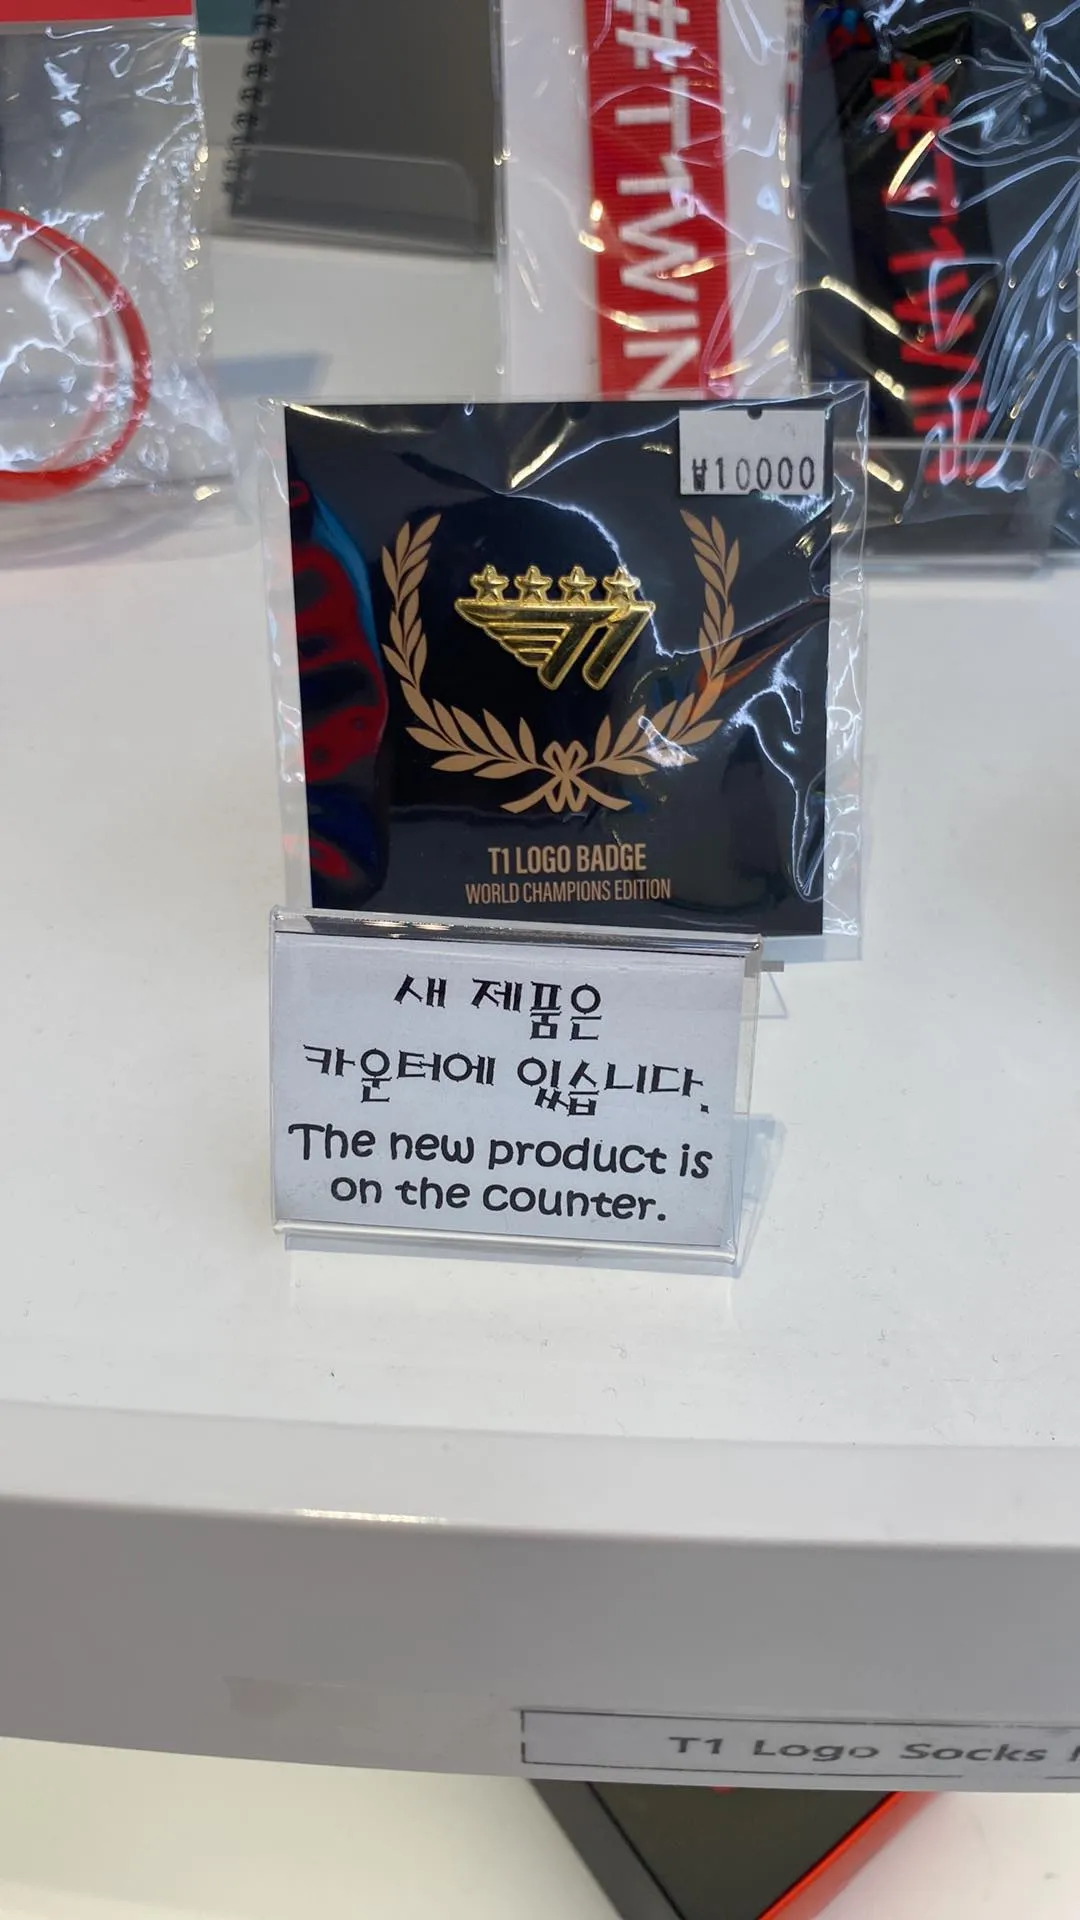 #T1WIN
#T1WIN
₩10000
T1
T1 LOGO BADGE
WORLD CHAMPIONS EDITION
새 제품은
카운터에 있습니다.
The new product is
on the counter.
T1 Logo Socks